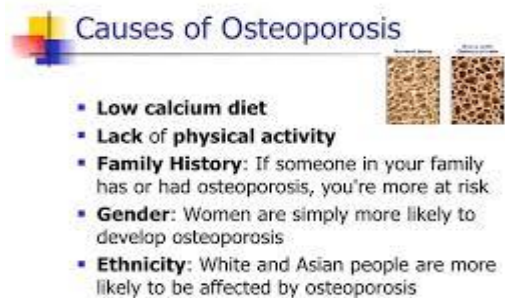 Causes of Osteoporosis
Low calcium diet
Lack of physical activity
Family History: If someone in your family
has or had osteoporosis, you're more at risk
Gender: Women are simply more likely to
develop osteoporosis
Ethnicity: White and Asian people are more
likely to be affected by osteoporosis